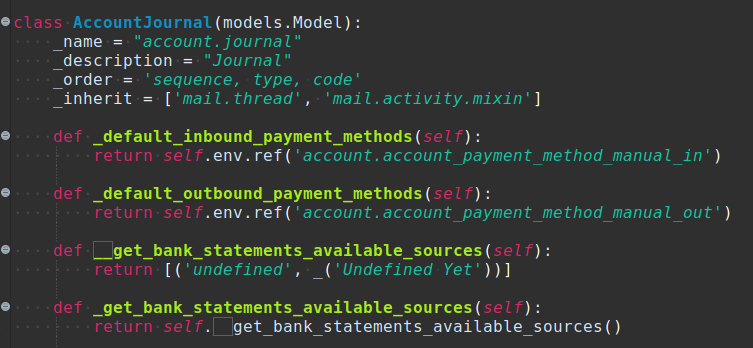 class AccountJournal(models.Model):
    _name = "account.journal"
    _description = "Journal"
    _order = 'sequence, type, code'
    _inherit = ['mail.thread', 'mail.activity.mixin']
    def _default_inbound_payment_methods(self):
        return self.env.ref('account.account_payment_method_manual_in')
    def _default_outbound_payment_methods(self):
        return self.env.ref('account.account_payment_method_manual_out')
    def __get_bank_statements_available_sources(self):
        return [('undefined', _('Undefined Yet'))]
    def _get_bank_statements_available_sources(self):
        return self.__get_bank_statements_available_sources()